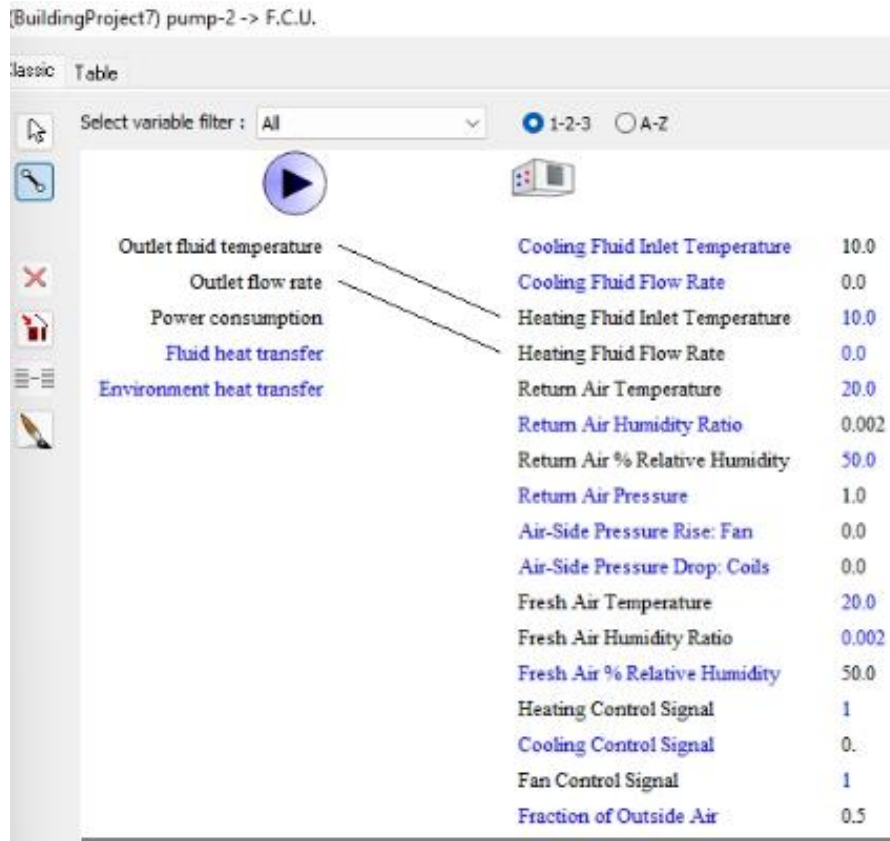 (BuildingProject7) pump-2 -> F.C.U.
Classic Table
Select variable filter : All 1-2-3 A-Z
Outlet fluid temperature Cooling Fluid Inlet Temperature 10.0
Outlet flow rate Cooling Fluid Flow Rate 0.0
Power consumption Heating Fluid Inlet Temperature 10.0
Fluid heat transfer Heating Fluid Flow Rate 0.0
Environment heat transfer Return Air Temperature 20.0
Return Air Humidity Ratio 0.002
Return Air % Relative Humidity 50.0
Return Air Pressure 1.0
Air-Side Pressure Rise: Fan 0.0
Air-Side Pressure Drop: Coils 0.0
Fresh Air Temperature 20.0
Fresh Air Humidity Ratio 0.002
Fresh Air % Relative Humidity 50.0
Heating Control Signal 1
Cooling Control Signal 0.
Fan Control Signal 1
Fraction of Outside Air 0.5